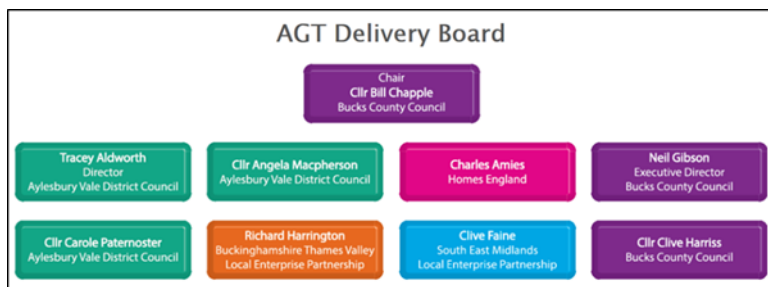 AGT Delivery Board
Chair
Cllr Bill Chapple
Bucks County Council
Tracey Aldworth
Director
Aylesbury Vale District Council
Cllr Angela Macpherson
Aylesbury Vale District Council
Charles Amies
Homes England
Neil Gibson
Executive Director
Bucks County Council
Cllr Carole Paternoster
Aylesbury Vale District Council
Richard Harrington
Buckinghamshire Thames Valley
Local Enterprise Partnership
Clive Faine
South East Midlands
Local Enterprise Partnership
Cllr Clive Harriss
Bucks County Council